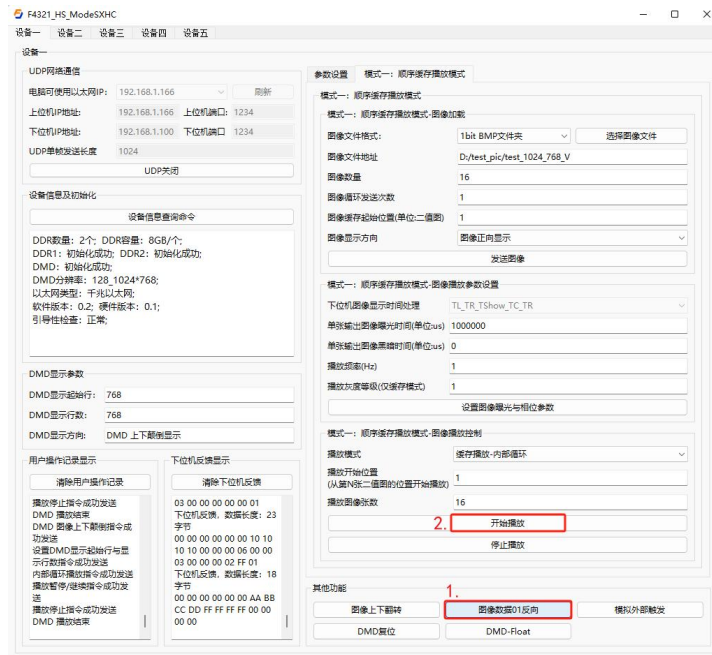 F4321_HS_ModeSXHC
设备一 设备二 设备三 设备四 设备五
设备一
UDP网络通信
电脑可使用以太网IP: 192.168.1.166 刷新
上位机IP地址: 192.168.1.166 上位机端口: 1234
下位机IP地址: 192.168.1.100 下位机端口 1234
UDP单帧发送长度 1024
UDP关闭
设备信息及初始化
设备信息查询命令
DDR数量: 2个; DDR容量: 8GB/个;
DDR1: 初始化成功; DDR2: 初始化成功;
DMD: 初始化成功;
DMD分辨率: 128_1024*768;
以太网类型: 千兆以太网;
软件版本: 0.2; 硬件版本: 0.1;
引导性检查: 正常;
DMD显示参数
DMD显示起始行: 768
DMD显示行数: 768
DMD显示方向: DMD 上下颠倒显示
用户操作记录显示
清除用户操作记录
播放停止指令成功发送
DMD 播放结束
DMD 图像上下颠倒指令成
功发送
设置DMD显示起始行与显
示行数指令成功发送
内部循环播放指令成功发送
播放暂停/继续指令成功发
送
播放停止指令成功发送
DMD 播放结束
下位机反馈显示
清除下位机反馈
03 00 00 00 00 00 01
下位机反馈，数据长度: 23
字节
00 00 00 00 00 00 10 10
10 10 00 00 00 06 00 00
03 00 00 00 02 FF 01
下位机反馈，数据长度: 18
字节
00 00 00 00 00 00 AA BB
CC DD FF FF FF FF 00 00
00 00
参数设置 模式一: 顺序缓存播放模式
模式一: 顺序缓存播放模式
模式一: 顺序缓存播放模式-图像加载
图像文件格式: 1bit BMP文件夹 选择图像文件
图像文件地址 D:/test_pic/test_1024_768_V
图像数量 16
图像循环发送次数 1
图像缓存起始位置(单位:二值图) 1
图像显示方向 图像正向显示
发送图像
模式一: 顺序缓存播放模式-图像播放参数设置
下位机图像显示时间处理 TL_TR_TShow_TC_TR
单张输出图像曝光时间(单位:us) 1000000
单张输出图像黑暗时间(单位:us) 0
播放频率(Hz) 1
播放灰度等级(仅缓存模式) 1
设置图像曝光与相位参数
模式一: 顺序缓存播放模式-图像播放控制
播放模式 缓存播放-内部循环
播放开始位置
(从第N张二值图的位置开始播放) 1
播放图像张数 16
2. 开始播放
停止播放
其他功能
1.
图像上下翻转 图像数据01反向 模拟外部触发
DMD复位 DMD-Float